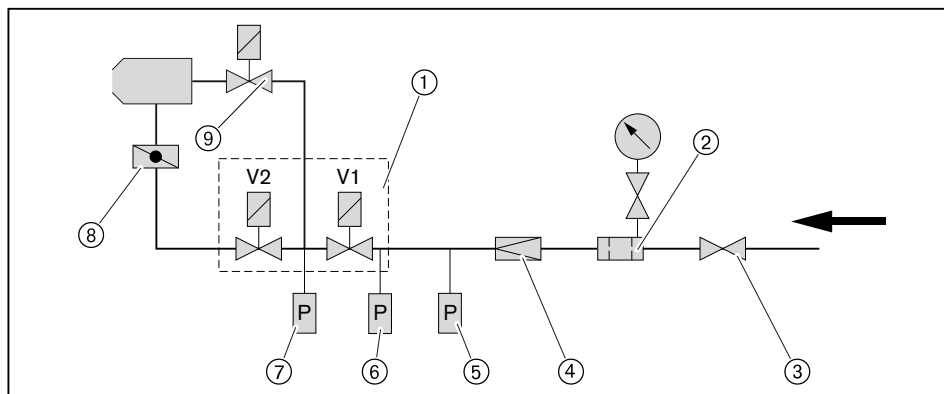 ①
⑨
②
V2 V1
⑧
P P P
⑦ ⑥ ⑤ ④ ③